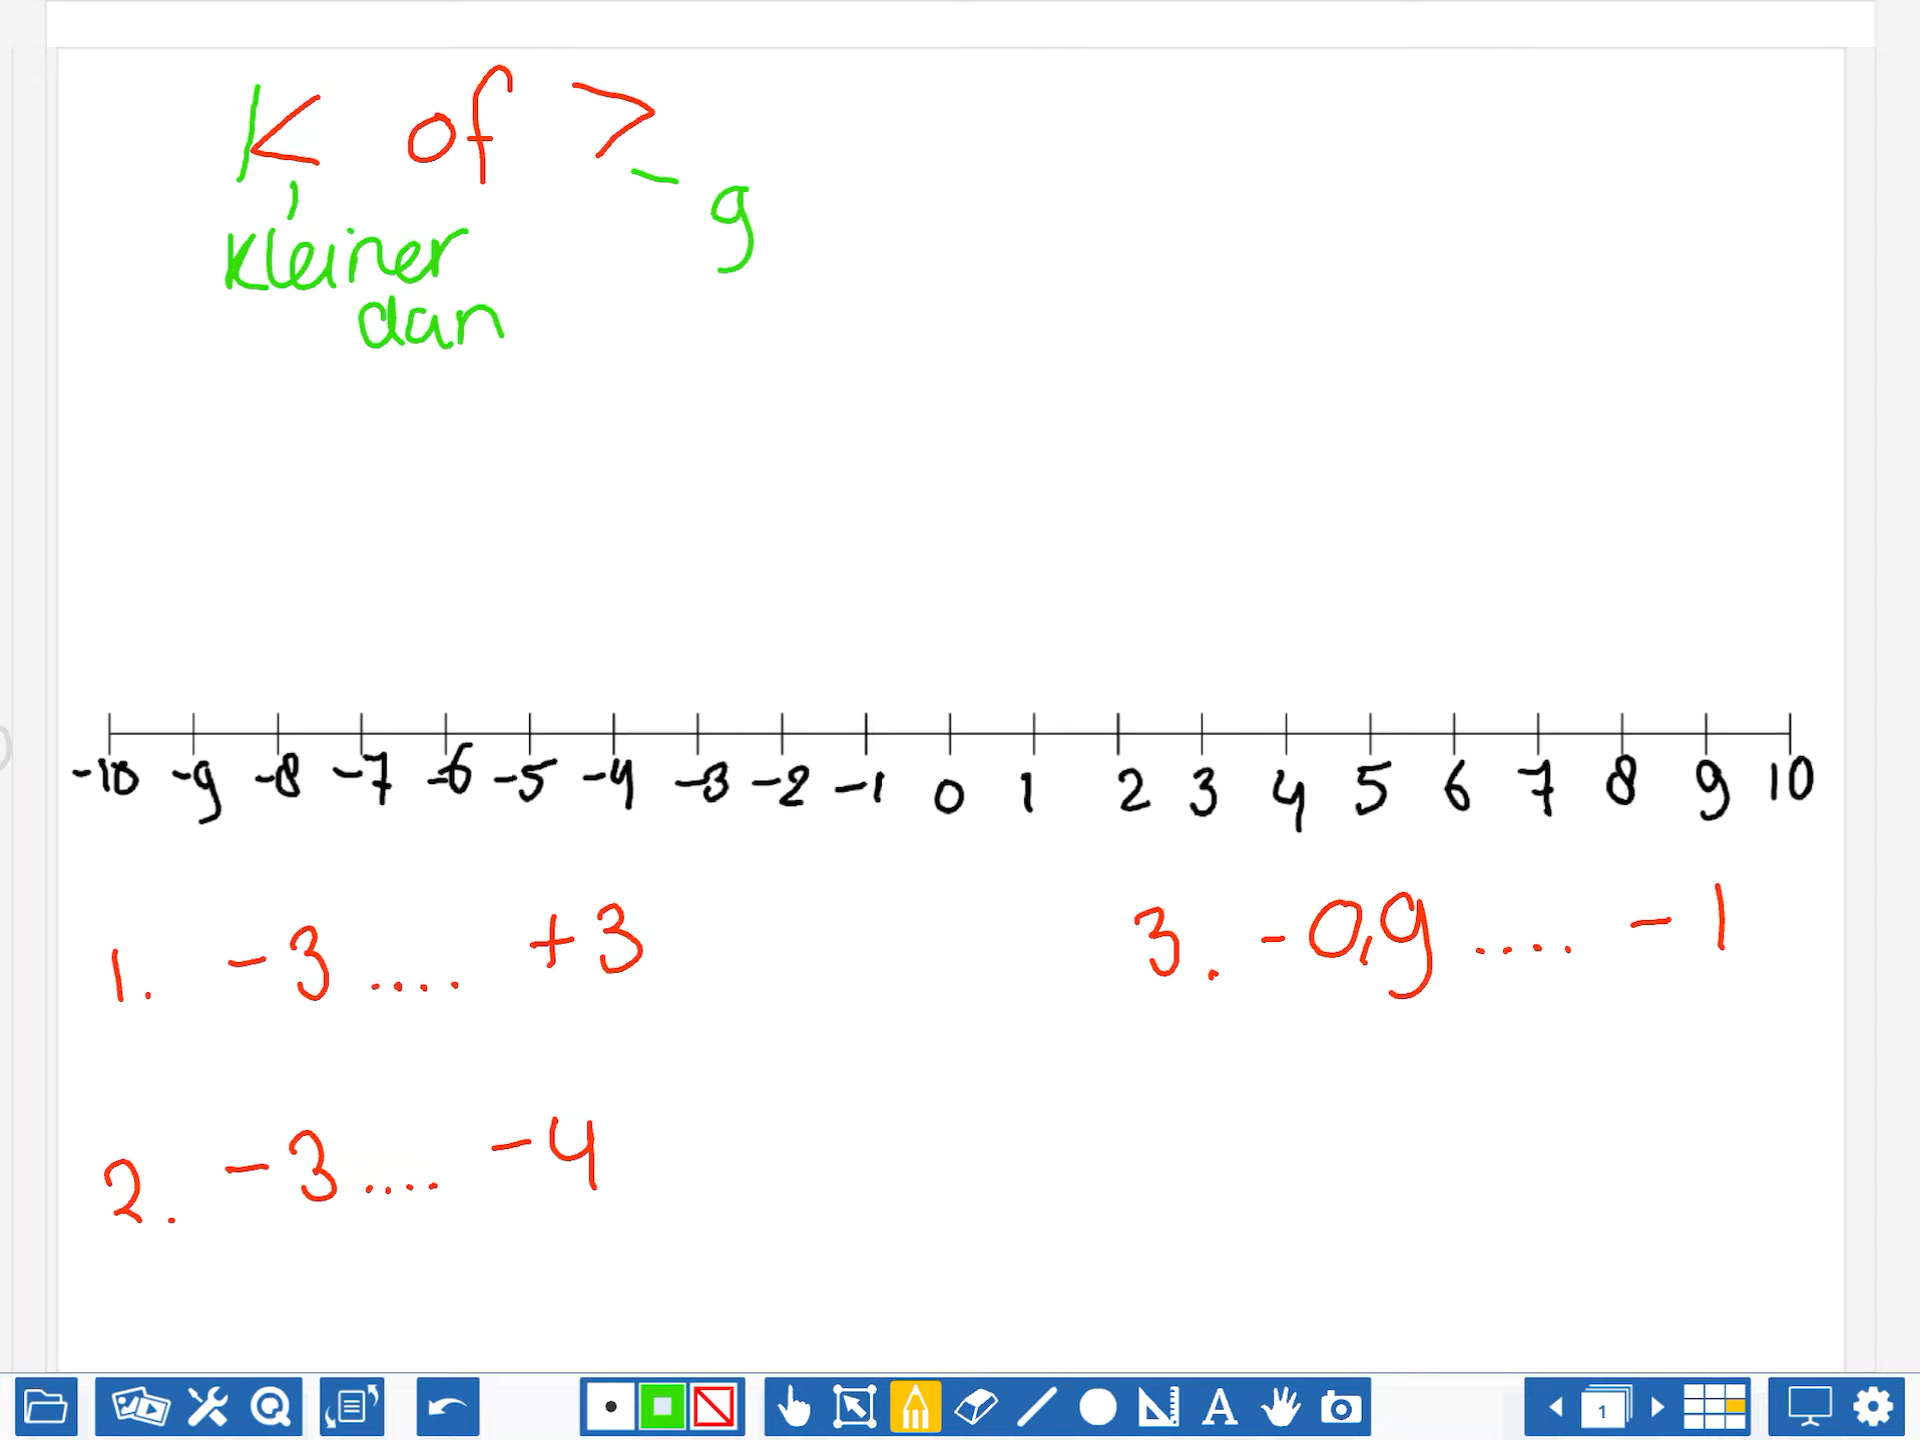 < of >
kleiner
dan
g
-10 -9 -8 -7 -6 -5 -4 -3 -2 -1 0 1 2 3 4 5 6 7 8 9 10
1. -3 .... +3
3. -0,9 .... -1
2. -3 .... -4
A
1